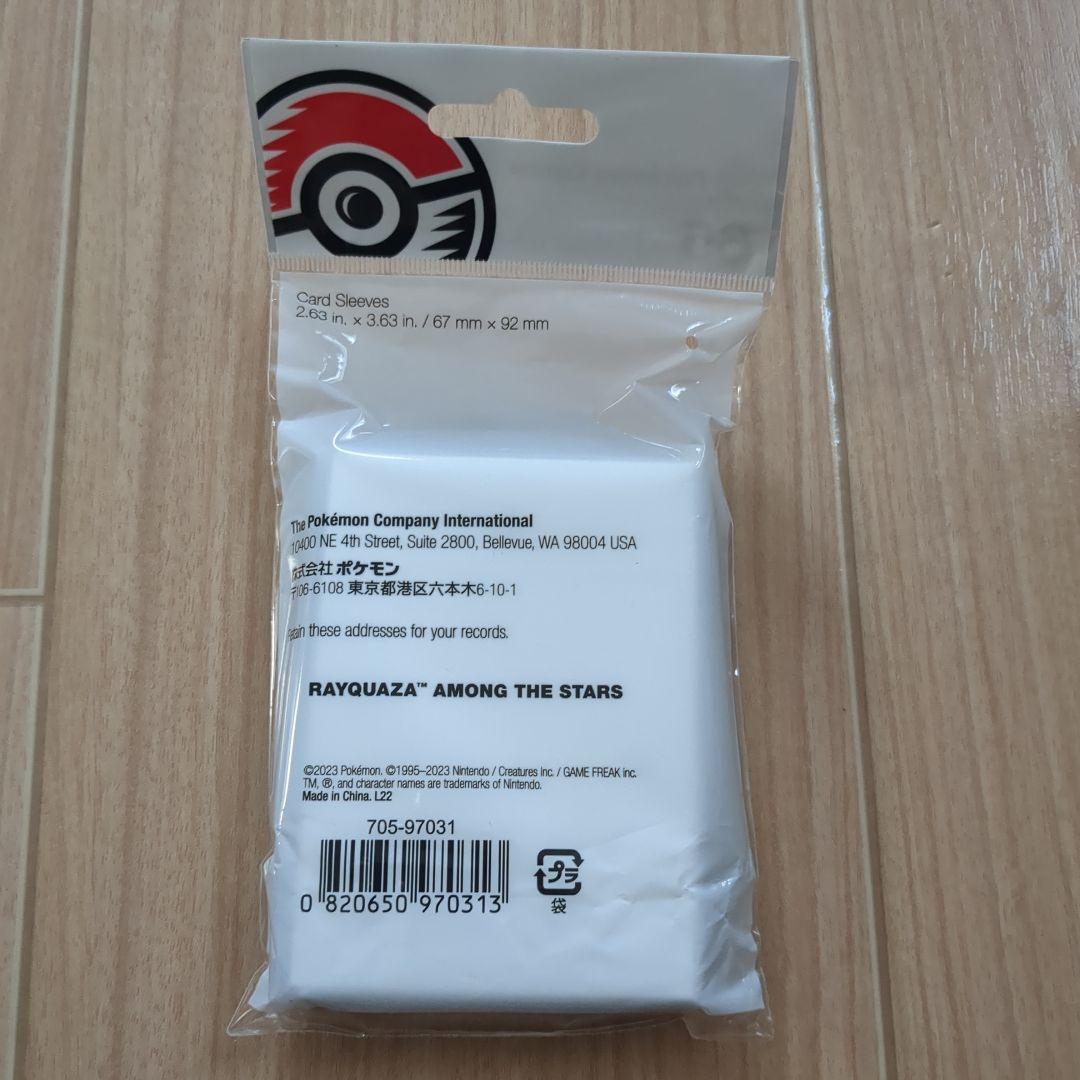 Card Sleeves
2.63 in. × 3.63 in. / 67 mm × 92 mm
The Pokémon Company International
10400 NE 4th Street, Suite 2800, Bellevue, WA 98004 USA
株式会社 ポケモン
〒106-6108 東京都港区六本木6-10-1
Retain these addresses for your records.
RAYQUAZA™ AMONG THE STARS
©2023 Pokémon. ©1995–2023 Nintendo / Creatures Inc. / GAME FREAK inc.
TM, ®, and character names are trademarks of Nintendo.
Made in China. L22
705-97031
0 820650 970313
プラ
袋